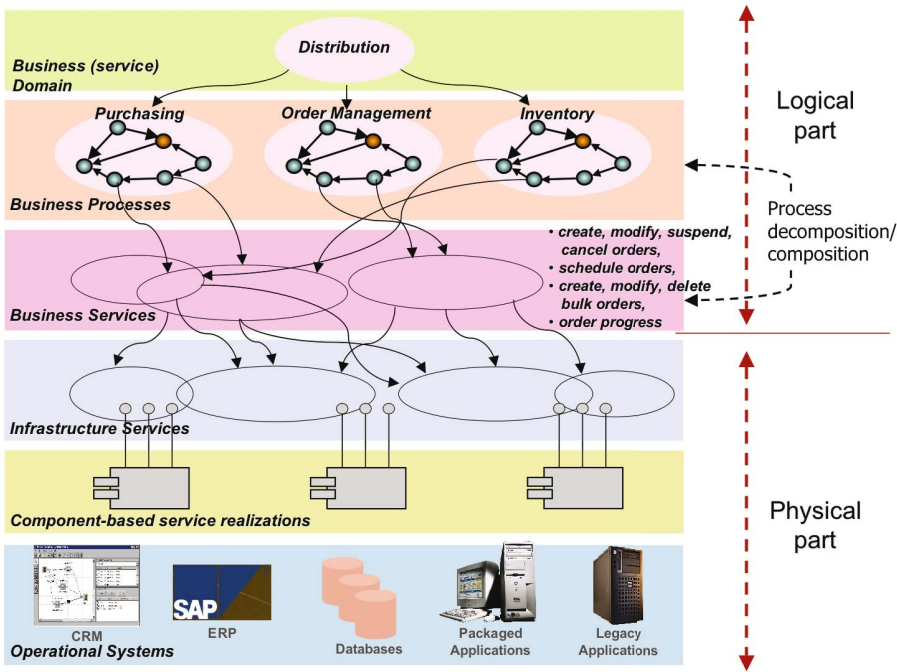 Distribution
Business (service)
Domain
Purchasing
Order Management
Inventory
Business Processes
• create, modify, suspend,
cancel orders,
• schedule orders,
• create, modify, delete
bulk orders,
• order progress
Business Services
Infrastructure Services
Component-based service realizations
SAP
CRM
ERP
Databases
Packaged
Applications
Legacy
Applications
Operational Systems
Logical
part
Process
decomposition/
composition
Physical
part